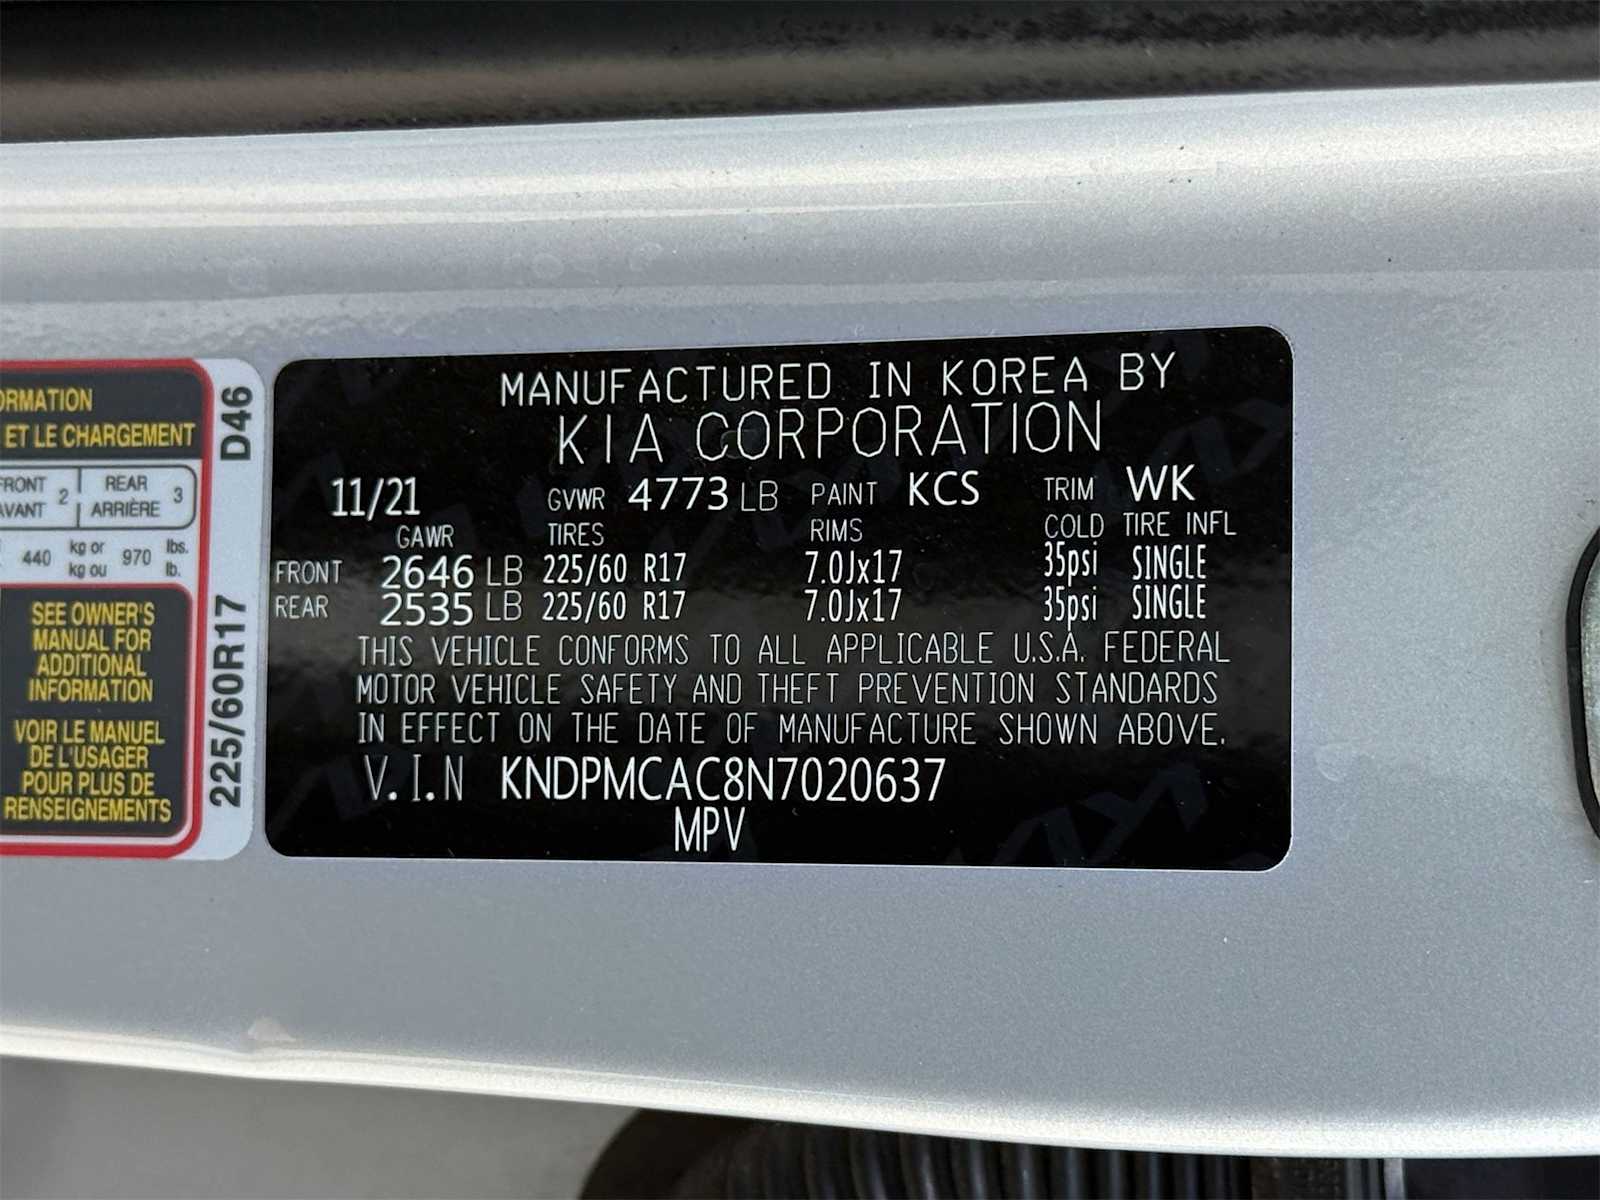 ORMATION
ET LE CHARGEMENT
FRONT
AVANT 2
REAR
ARRIÈRE 3
440 kg or
kg ou 970 lbs.
lb.
SEE OWNER'S
MANUAL FOR
ADDITIONAL
INFORMATION
VOIR LE MANUEL
DE L'USAGER
POUR PLUS DE
RENSEIGNEMENTS
225/60R17 D46
MANUFACTURED IN KOREA BY
KIA CORPORATION
11/21 GVWR 4773 LB PAINT KCS TRIM WK
GAWR TIRES RIMS COLD TIRE INFL
FRONT 2646 LB 225/60 R17 7.0Jx17 35psi SINGLE
REAR 2535 LB 225/60 R17 7.0Jx17 35psi SINGLE
THIS VEHICLE CONFORMS TO ALL APPLICABLE U.S.A. FEDERAL
MOTOR VEHICLE SAFETY AND THEFT PREVENTION STANDARDS
IN EFFECT ON THE DATE OF MANUFACTURE SHOWN ABOVE.
V.I.N KNDPMCAC8N7020637
MPV